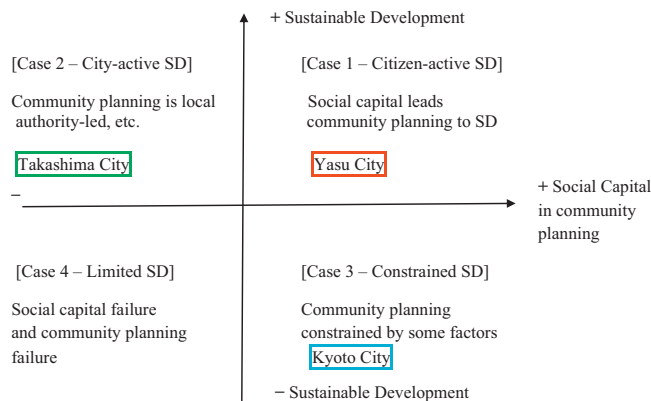 + Sustainable Development
[Case 2 – City-active SD]
Community planning is local
authority-led, etc.
Takashima City
[Case 1 – Citizen-active SD]
Social capital leads
community planning to SD
Yasu City
−
+ Social Capital
in community
planning
[Case 4 – Limited SD]
Social capital failure
and community planning
failure
[Case 3 – Constrained SD]
Community planning
constrained by some factors
Kyoto City
− Sustainable Development